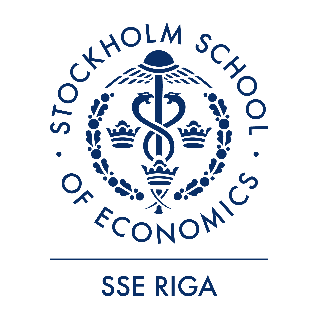 STOCKHOLM SCHOOL
· OF ECONOMICS ·
SSE RIGA